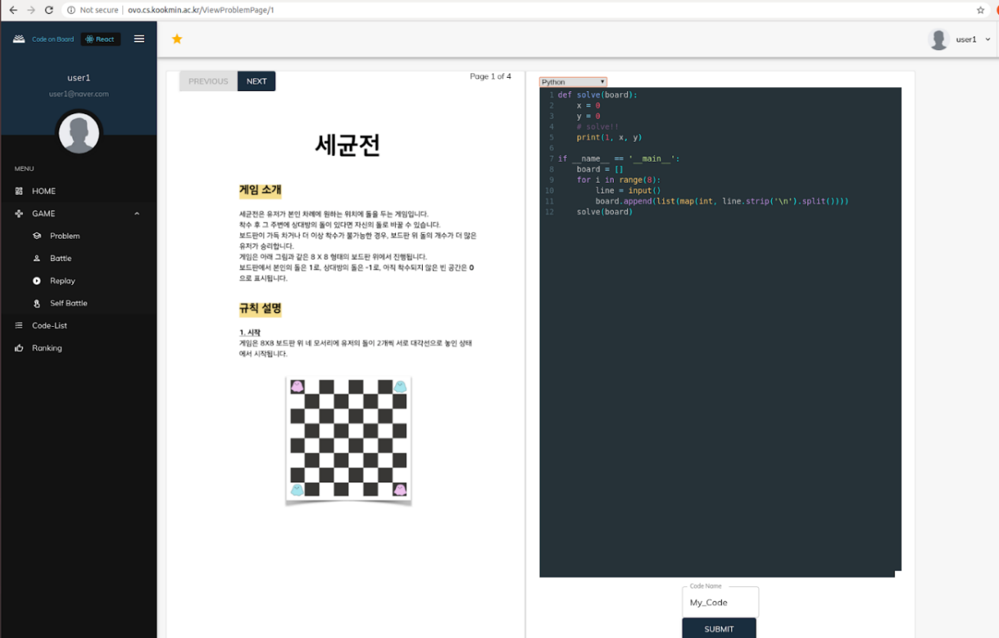 Not secure | ovo.cs.kookmin.ac.kr/ViewProblemPage/1
Code on Board React
user1
user1
user1@naver.com
MENU
HOME
GAME
Problem
Battle
Replay
Self Battle
Code-List
Ranking
PREVIOUS NEXT Page 1 of 4
세균전
게임 소개
세균전은 유저가 본인 차례에 원하는 위치에 돌을 두는 게임입니다.
착수 후 그 주변에 상대방의 돌이 있다면 자신의 돌로 바꿀 수 있습니다.
보드판이 가득 차거나 더 이상 착수가 불가능한 경우, 보드판 위 돌의 개수가 더 많은
유저가 승리합니다.
게임은 아래 그림과 같은 8 X 8 형태의 보드판 위에서 진행됩니다.
보드판에서 본인의 돌은 1로, 상대방의 돌은 -1로, 아직 착수되지 않은 빈 공간은 0
으로 표시됩니다.
규칙 설명
1. 시작
게임은 8X8 보드판 위 네 모서리에 유저의 돌이 2개씩 서로 대각선으로 놓인 상태
에서 시작됩니다.
Python
1 def solve(board):
2     x = 0
3     y = 0
4     # solve!!
5     print(1, x, y)
6
7 if __name__ == '__main__':
8     board = []
9     for i in range(8):
10         line = input()
11         board.append(list(map(int, line.strip('\n').split())))
12     solve(board)
Code Name
My_Code
SUBMIT